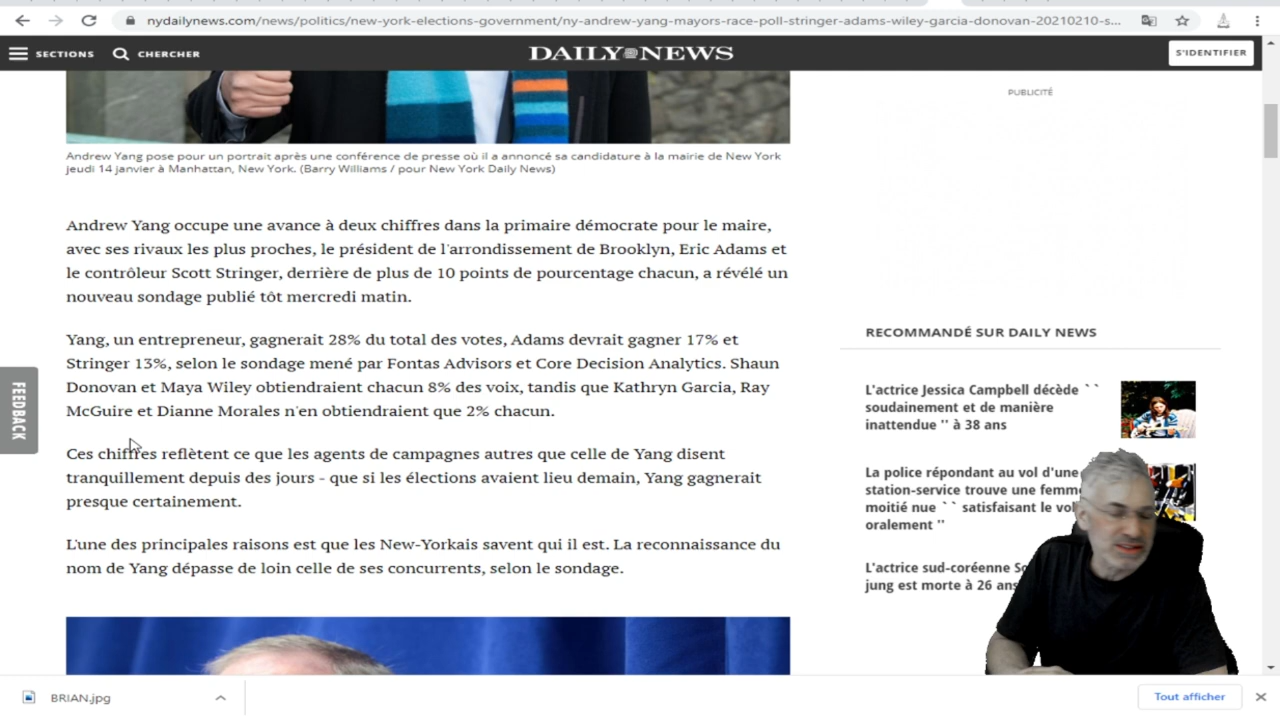 nydailynews.com/news/politics/new-york-elections-government/ny-andrew-yang-mayors-race-poll-stringer-adams-wiley-garcia-donovan-20210210-s...
SECTIONS
CHERCHER
DAILY NEWS
S'IDENTIFIER
PUBLICITÉ
Andrew Yang pose pour un portrait après une conférence de presse où il a annoncé sa candidature à la mairie de New York
jeudi 14 janvier à Manhattan, New York. (Barry Williams / pour New York Daily News)
Andrew Yang occupe une avance à deux chiffres dans la primaire démocrate pour le maire,
avec ses rivaux les plus proches, le président de l'arrondissement de Brooklyn, Eric Adams et
le contrôleur Scott Stringer, derrière de plus de 10 points de pourcentage chacun, a révélé un
nouveau sondage publié tôt mercredi matin.
Yang, un entrepreneur, gagnerait 28% du total des votes, Adams devrait gagner 17% et
Stringer 13%, selon le sondage mené par Fontas Advisors et Core Decision Analytics. Shaun
Donovan et Maya Wiley obtiendraient chacun 8% des voix, tandis que Kathryn Garcia, Ray
McGuire et Dianne Morales n'en obtiendraient que 2% chacun.
Ces chiffres reflètent ce que les agents de campagnes autres que celle de Yang disent
tranquillement depuis des jours - que si les élections avaient lieu demain, Yang gagnerait
presque certainement.
L'une des principales raisons est que les New-Yorkais savent qui il est. La reconnaissance du
nom de Yang dépasse de loin celle de ses concurrents, selon le sondage.
FEEDBACK
RECOMMANDÉ SUR DAILY NEWS
L'actrice Jessica Campbell décède ``
soudainement et de manière
inattendue '' à 38 ans
La police répondant au vol d'une
station-service trouve une femme
moitié nue `` satisfaisant le
oralement ''
L'actrice sud-coréenne
jung est morte à 26 ans
BRIAN.jpg
Tout afficher